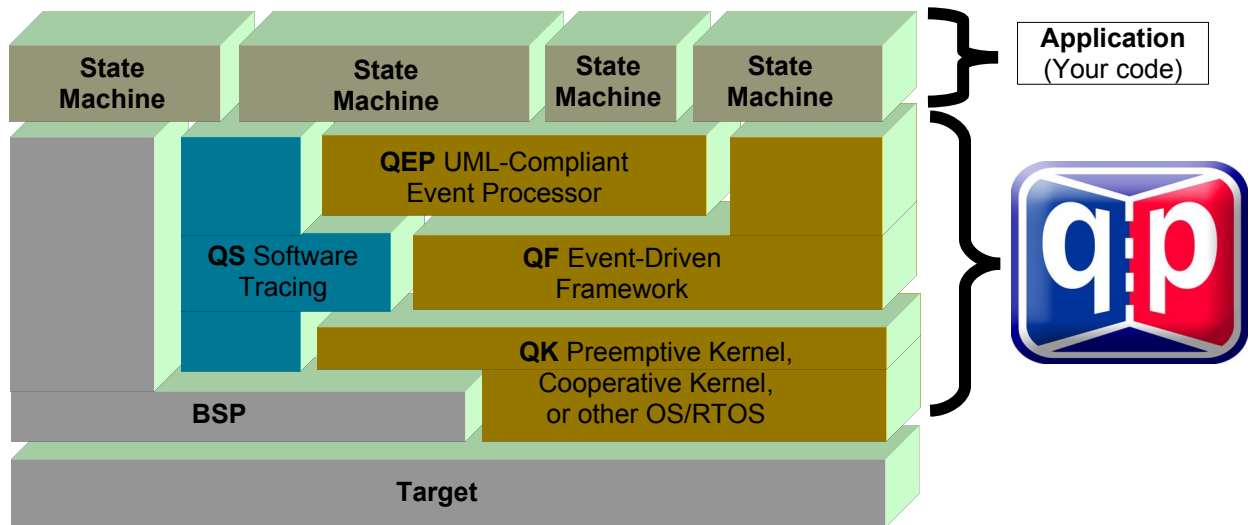 State
Machine
State
Machine
State
Machine
State
Machine
Application
(Your code)
QEP UML-Compliant
Event Processor
QS Software
Tracing
QF Event-Driven
Framework
qp
QK Preemptive Kernel,
Cooperative Kernel,
or other OS/RTOS
BSP
Target